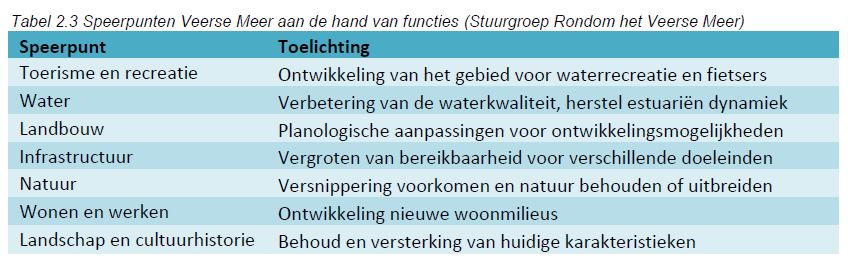 Tabel 2.3 Speerpunten Veerse Meer aan de hand van functies (Stuurgroep Rondom het Veerse Meer)
Speerpunt Toelichting
Toerisme en recreatie Ontwikkeling van het gebied voor waterrecreatie en fietsers
Water Verbetering van de waterkwaliteit, herstel estuariën dynamiek
Landbouw Planologische aanpassingen voor ontwikkelingsmogelijkheden
Infrastructuur Vergroten van bereikbaarheid voor verschillende doeleinden
Natuur Versnippering voorkomen en natuur behouden of uitbreiden
Wonen en werken Ontwikkeling nieuwe woonmilieus
Landschap en cultuurhistorie Behoud en versterking van huidige karakteristieken